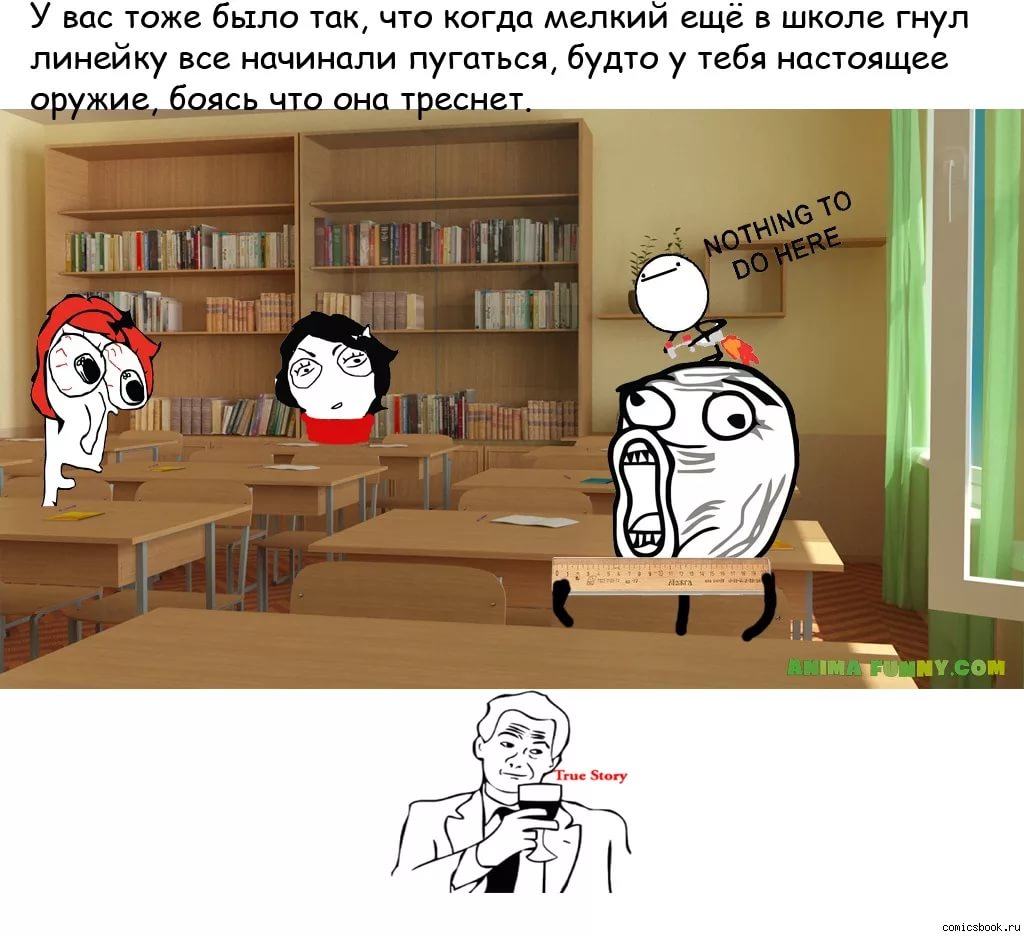 У вас тоже было так, что когда мелкий ещё в школе гнул
линейку все начинали пугаться, будто у тебя настоящее
оружие, боясь что она треснет.
NOTHING TO
DO HERE
ANIMA FUNNY.COM
True Story
comicsbook.ru